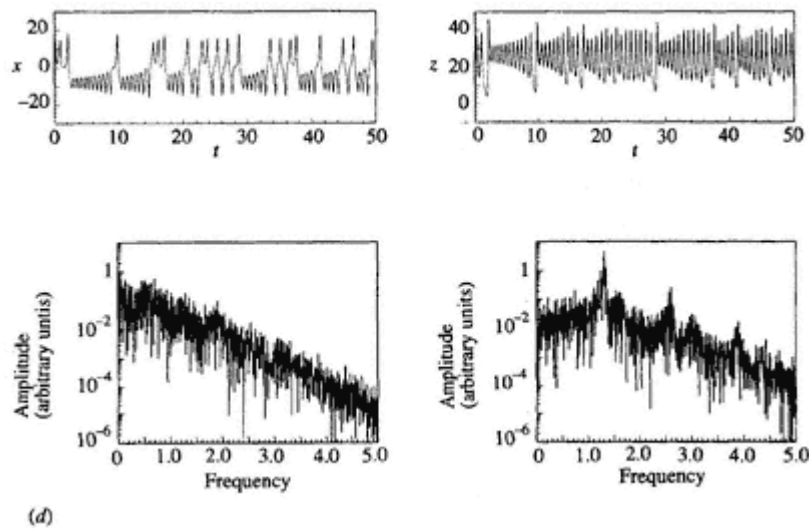 30
x
0
−20
0 10 20 30 40 50
t
40
z
20
0
0 10 20 30 40 50
t
1
10−2
10−4
10−6
Amplitude
(arbitrary untis)
0 1.0 2.0 3.0 4.0 5.0
Frequency
1
10−2
10−4
10−6
Amplitude
(arbitrary units)
0 1.0 2.0 3.0 4.0 5.0
Frequency
(d)